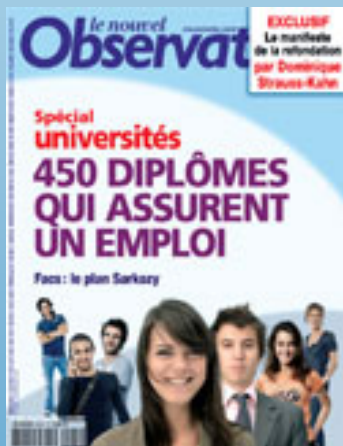 le nouvel
Observat
EXCLUSIF
Le manifeste
de la refondation
par Dominique
Strauss-Kahn
Spécial
universités
450 DIPLÔMES
QUI ASSURENT
UN EMPLOI
Facs : le plan Sarkozy